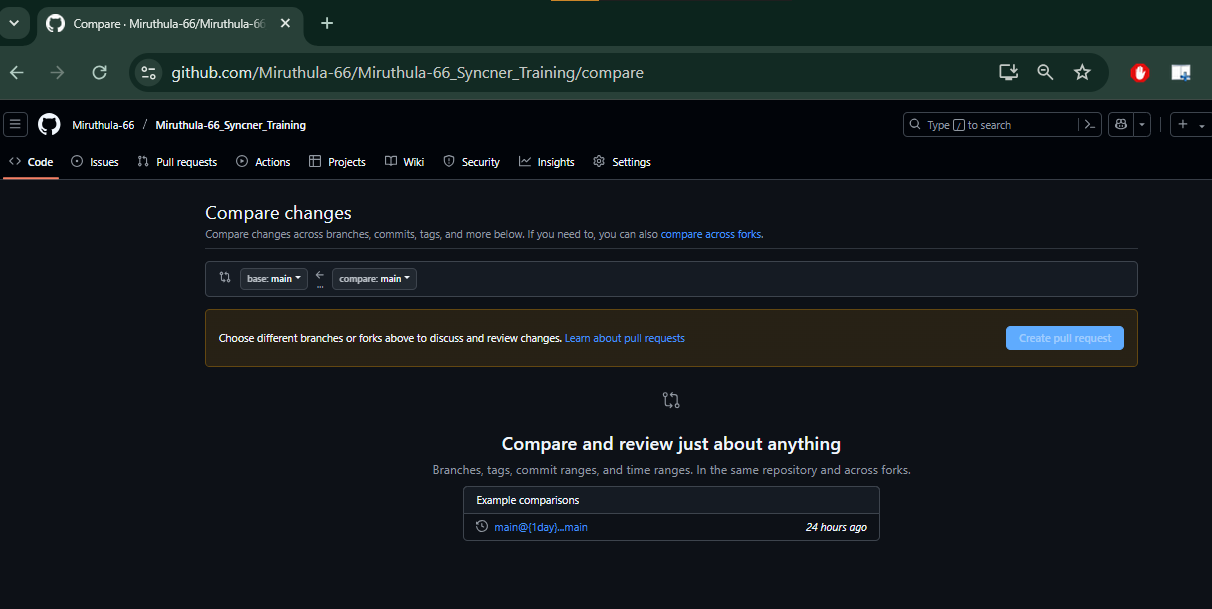 Compare · Miruthula-66/Miruthula-66
github.com/Miruthula-66/Miruthula-66_Syncner_Training/compare
Miruthula-66 / Miruthula-66_Syncner_Training
Type / to search
Code Issues Pull requests Actions Projects Wiki Security Insights Settings
Compare changes
Compare changes across branches, commits, tags, and more below. If you need to, you can also compare across forks.
base: main ... compare: main
Choose different branches or forks above to discuss and review changes. Learn about pull requests
Create pull request
Compare and review just about anything
Branches, tags, commit ranges, and time ranges. In the same repository and across forks.
Example comparisons
main@{1day}...main 24 hours ago